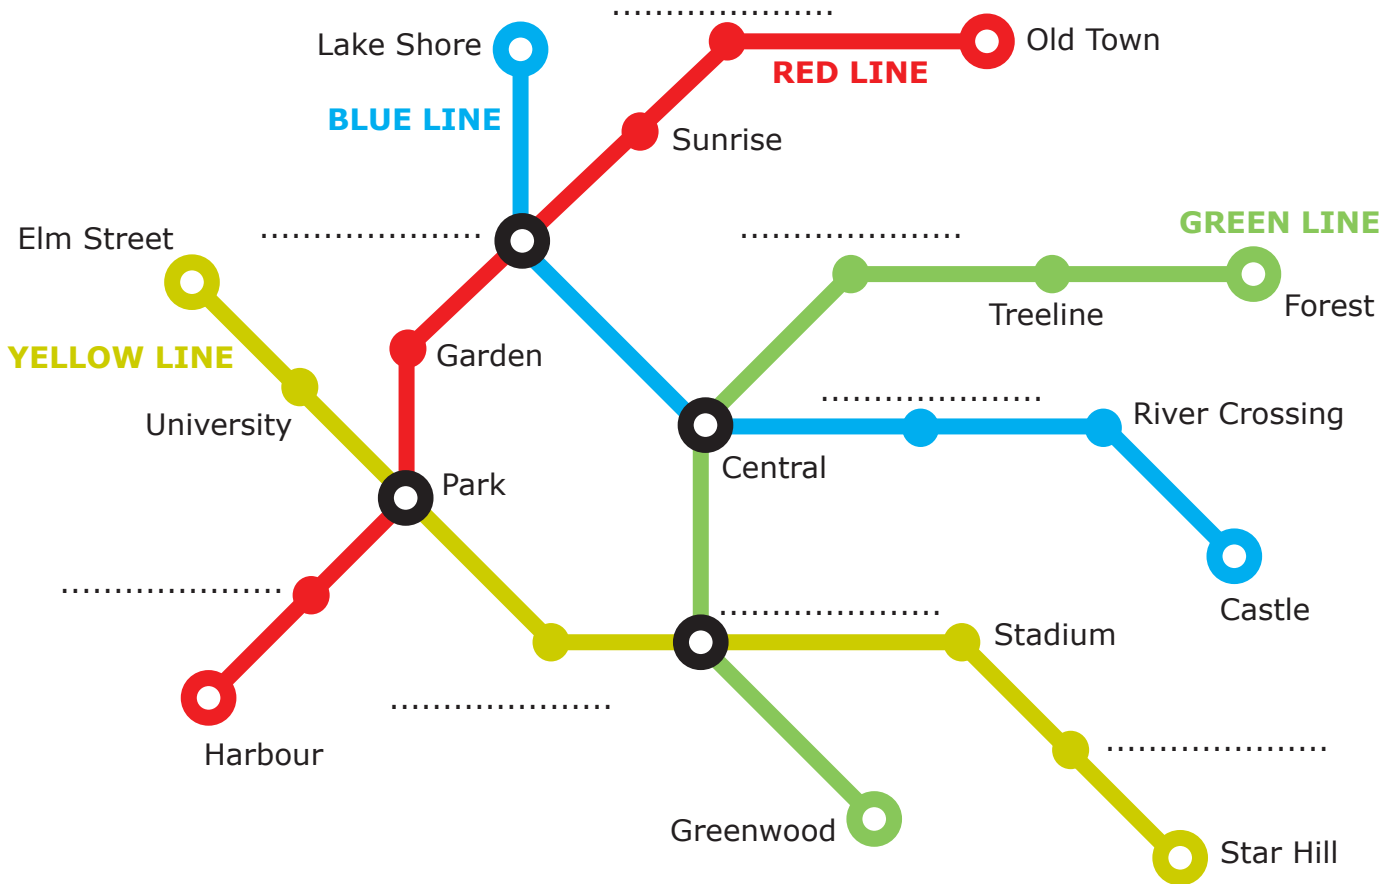 .....................
Lake Shore
Old Town
RED LINE
BLUE LINE
Sunrise
Elm Street
.....................
.....................
GREEN LINE
Treeline
Forest
YELLOW LINE
Garden
University
.....................
River Crossing
Central
Park
.....................
.....................
Castle
Stadium
.....................
.....................
Harbour
Greenwood
Star Hill